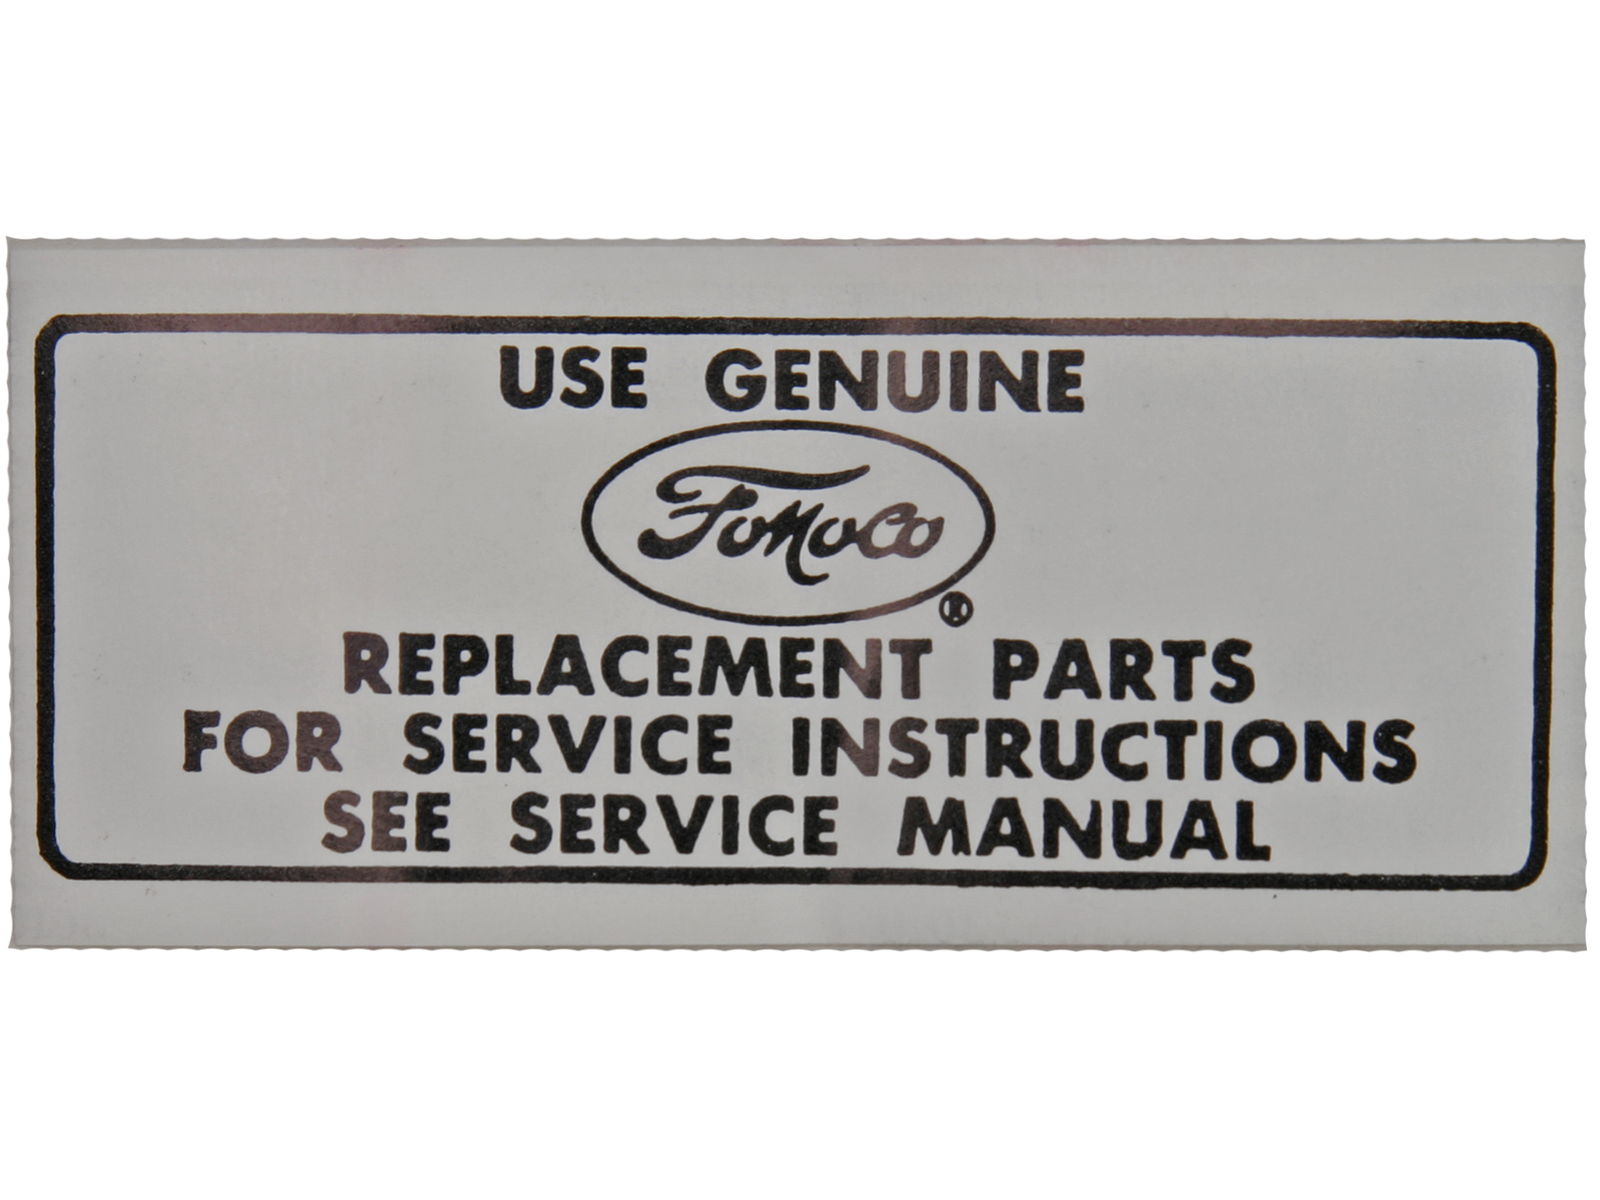 USE GENUINE
FoMoCo
®
REPLACEMENT PARTS
FOR SERVICE INSTRUCTIONS
SEE SERVICE MANUAL